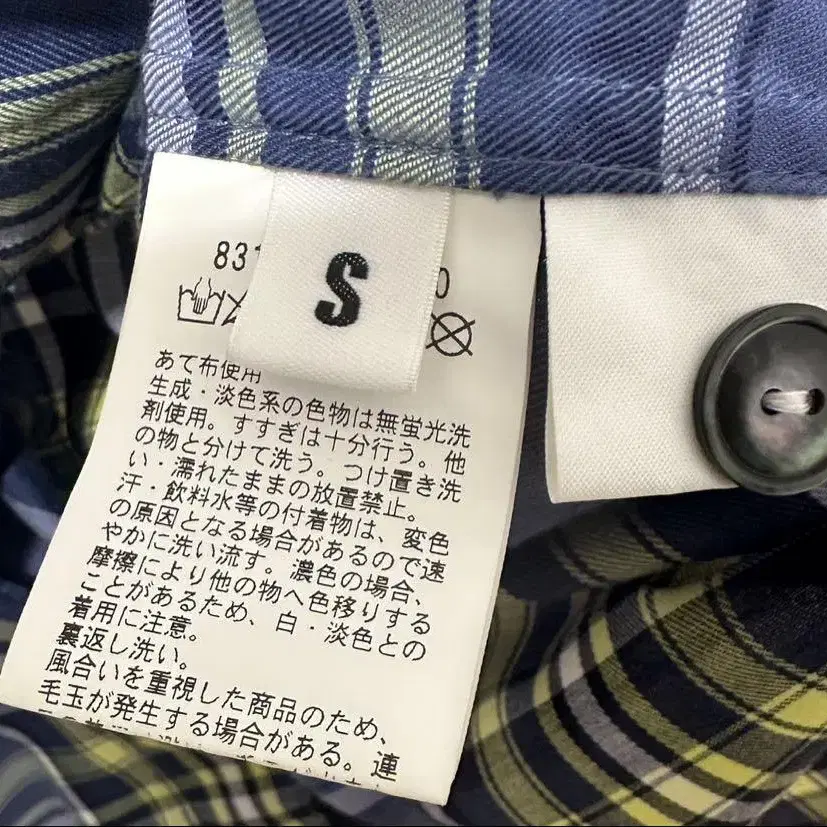 S
831
0
あて布使用
生成・淡色系の色物は無蛍光洗
剤使用。すすぎは十分行う。他
の物と分けて洗う。つけ置き洗
い・濡れたままの放置禁止。
汗・飲料水等の付着物は、変色
の原因となる場合があるので速
やかに洗い流す。濃色の場合、
摩擦により他の物へ色移りする
ことがあるため、白・淡色との
着用に注意。
裏返し洗い。
風合いを重視した商品のため、
毛玉が発生する場合がある。連